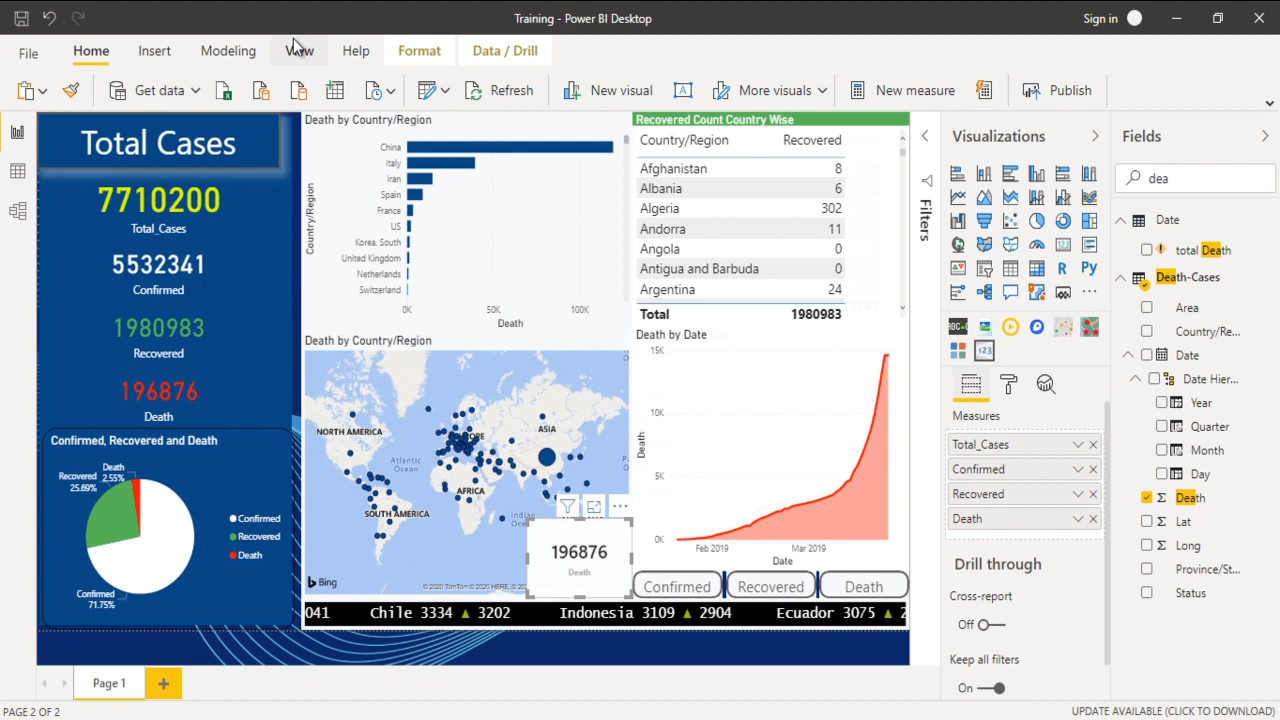 Training - Power BI Desktop
Sign in
File
Home
Insert
Modeling
View
Help
Format
Data / Drill
Get data
Refresh
New visual
More visuals
New measure
Publish
Total Cases
7710200
Total_Cases
5532341
Confirmed
1980983
Recovered
196876
Death
Confirmed, Recovered and Death
Death
2.55%
Recovered
25.69%
Confirmed
71.75%
Confirmed
Recovered
Death
Death by Country/Region
Country/Region
China
Italy
Iran
Spain
France
US
Korea, South
United Kingdom
Netherlands
Switzerland
0K
50K
100K
Death
Recovered Count Country Wise
Country/Region Recovered
Afghanistan 8
Albania 6
Algeria 302
Andorra 11
Angola 0
Antigua and Barbuda 0
Argentina 24
Total 1980983
Death by Country/Region
NORTH AMERICA
ASIA
Atlantic
Ocean
AFRICA
SOUTH AMERICA
Bing
196876
Death
Death by Date
Death
15K
10K
5K
0K
Feb 2019
Mar 2019
Date
Confirmed
Recovered
Death
041 Chile 3334 ▲ 3202 Indonesia 3109 ▲ 2904 Ecuador 3075 ▲ 2
Filters
Visualizations
R
Py
123
Measures
Total_Cases
Confirmed
Recovered
Death
Drill through
Cross-report
Off
Keep all filters
On
Fields
dea
Date
total Death
Death-Cases
Area
Country/Re...
Date
Date Hier...
Year
Quarter
Month
Day
Death
Lat
Long
Province/St...
Status
Page 1
PAGE 2 OF 2
UPDATE AVAILABLE (CLICK TO DOWNLOAD)